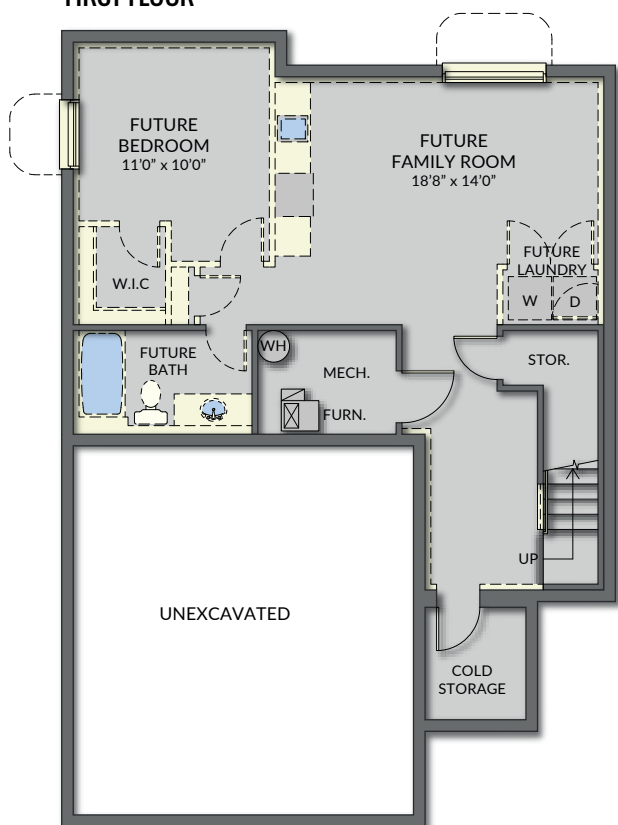 FIRST FLOOR
FUTURE
BEDROOM
11'0" x 10'0"
FUTURE
FAMILY ROOM
18'8" x 14'0"
W.I.C
FUTURE
LAUNDRY
W
D
FUTURE
BATH
WH
MECH.
FURN.
STOR.
UP
UNEXCAVATED
COLD
STORAGE